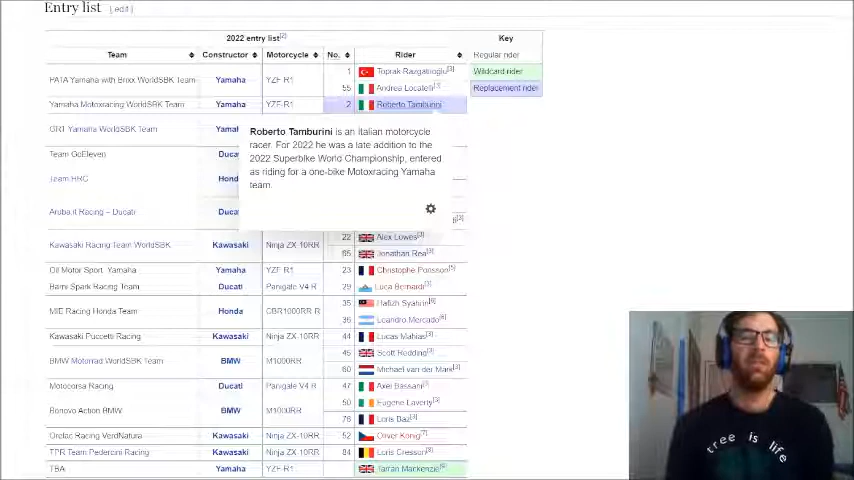 Entry list [ edit ]
2022 entry list[2]
Key
Team Constructor Motorcycle No. Rider
Regular rider
Wildcard rider
Replacement rider
PATA Yamaha with Brixx WorldSBK Team Yamaha YZF-R1
1 Toprak Razgatlıoğlu[3]
55 Andrea Locatelli[3]
Yamaha Motoxracing WorldSBK Team Yamaha YZF-R1 2 Roberto Tamburini
GRT Yamaha WorldSBK Team
Roberto Tamburini is an Italian motorcycle
racer. For 2022 he was a late addition to the
2022 Superbike World Championship, entered
as riding for a one-bike Motoxracing Yamaha
team.
Team GoEleven
Team HRC
Aruba.it Racing – Ducati
Kawasaki Racing Team WorldSBK Kawasaki Ninja ZX-10RR
22 Alex Lowes[3]
65 Jonathan Rea[3]
Oil Motor Sport Yamaha Yamaha YZF-R1 23 Christophe Ponsson[5]
Barni Spark Racing Team Ducati Panigale V4 R 29 Luca Bernardi[3]
MIE Racing Honda Team Honda CBR1000RR-R
35 Hafizh Syahrin[6]
36 Leandro Mercado[6]
Kawasaki Puccetti Racing Kawasaki Ninja ZX-10RR 44 Lucas Mahias[3]
BMW Motorrad WorldSBK Team BMW M1000RR
45 Scott Redding[3]
60 Michael van der Mark[3]
Motocorsa Racing Ducati Panigale V4 R 47 Axel Bassani[3]
Bonovo Action BMW BMW M1000RR
50 Eugene Laverty[3]
76 Loris Baz[3]
Orelac Racing VerdNatura Kawasaki Ninja ZX-10RR 52 Oliver König[7]
TPR Team Pedercini Racing Kawasaki Ninja ZX-10RR 84 Loris Cresson[8]
TBA Yamaha YZF-R1 Tarran Mackenzie[9]
tree is life